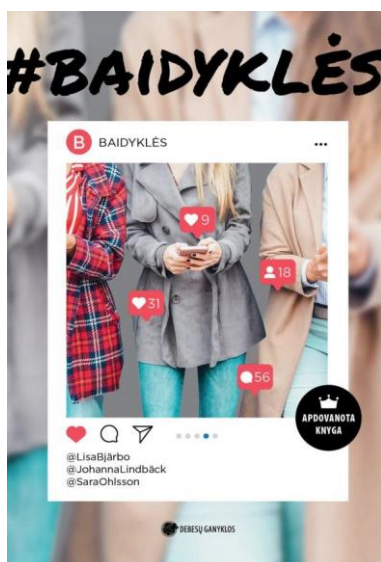 #BAIDYKLĖS
B BAIDYKLĖS
9
18
31
56
APDOVANOTA
KNYGA
@LisaBjärbo
@JohannaLindbäck
@SaraOhlsson
DEBESŲ GANYKLOS